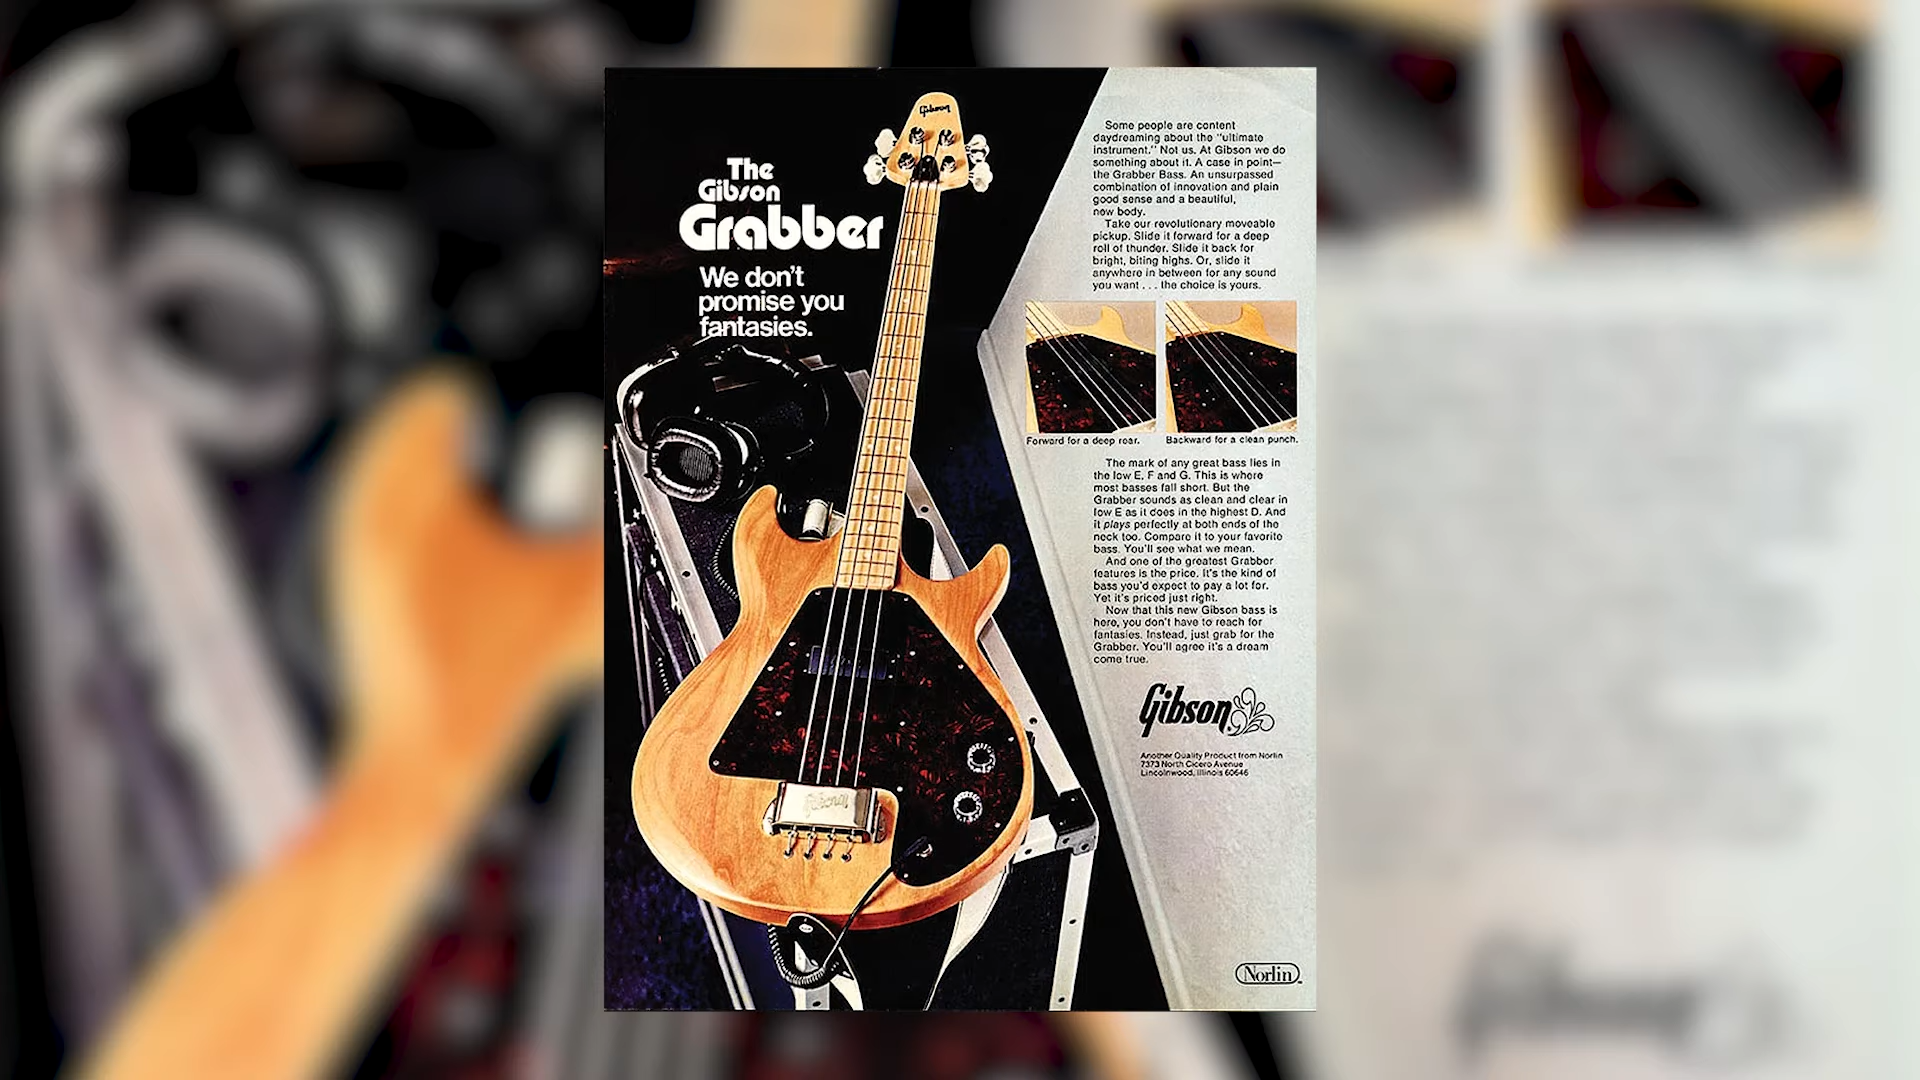 Gibson
The
Gibson
Grabber
We don't
promise you
fantasies.
Some people are content
daydreaming about the "ultimate
instrument." Not us. At Gibson we do
something about it. A case in point—
the Grabber Bass. An unsurpassed
combination of innovation and plain
good sense and a beautiful,
new body.
Take our revolutionary moveable
pickup. Slide it forward for a deep
roll of thunder. Slide it back for
bright, biting highs. Or, slide it
anywhere in between for any sound
you want . . . the choice is yours.
Forward for a deep roar.
Backward for a clean punch.
The mark of any great bass lies in
the low E, F and G. This is where
most basses fall short. But the
Grabber sounds as clean and clear in
low E as it does in the highest D. And
it plays perfectly at both ends of the
neck too. Compare it to your favorite
bass. You'll see what we mean.
And one of the greatest Grabber
features is the price. It's the kind of
bass you'd expect to pay a lot for.
Yet it's priced just right.
Now that this new Gibson bass is
here, you don't have to reach for
fantasies. Instead, just grab for the
Grabber. You'll agree it's a dream
come true.
Gibson
Another Quality Product from Norlin
7373 North Cicero Avenue
Lincolnwood, Illinois 60646
Gibson
Norlin